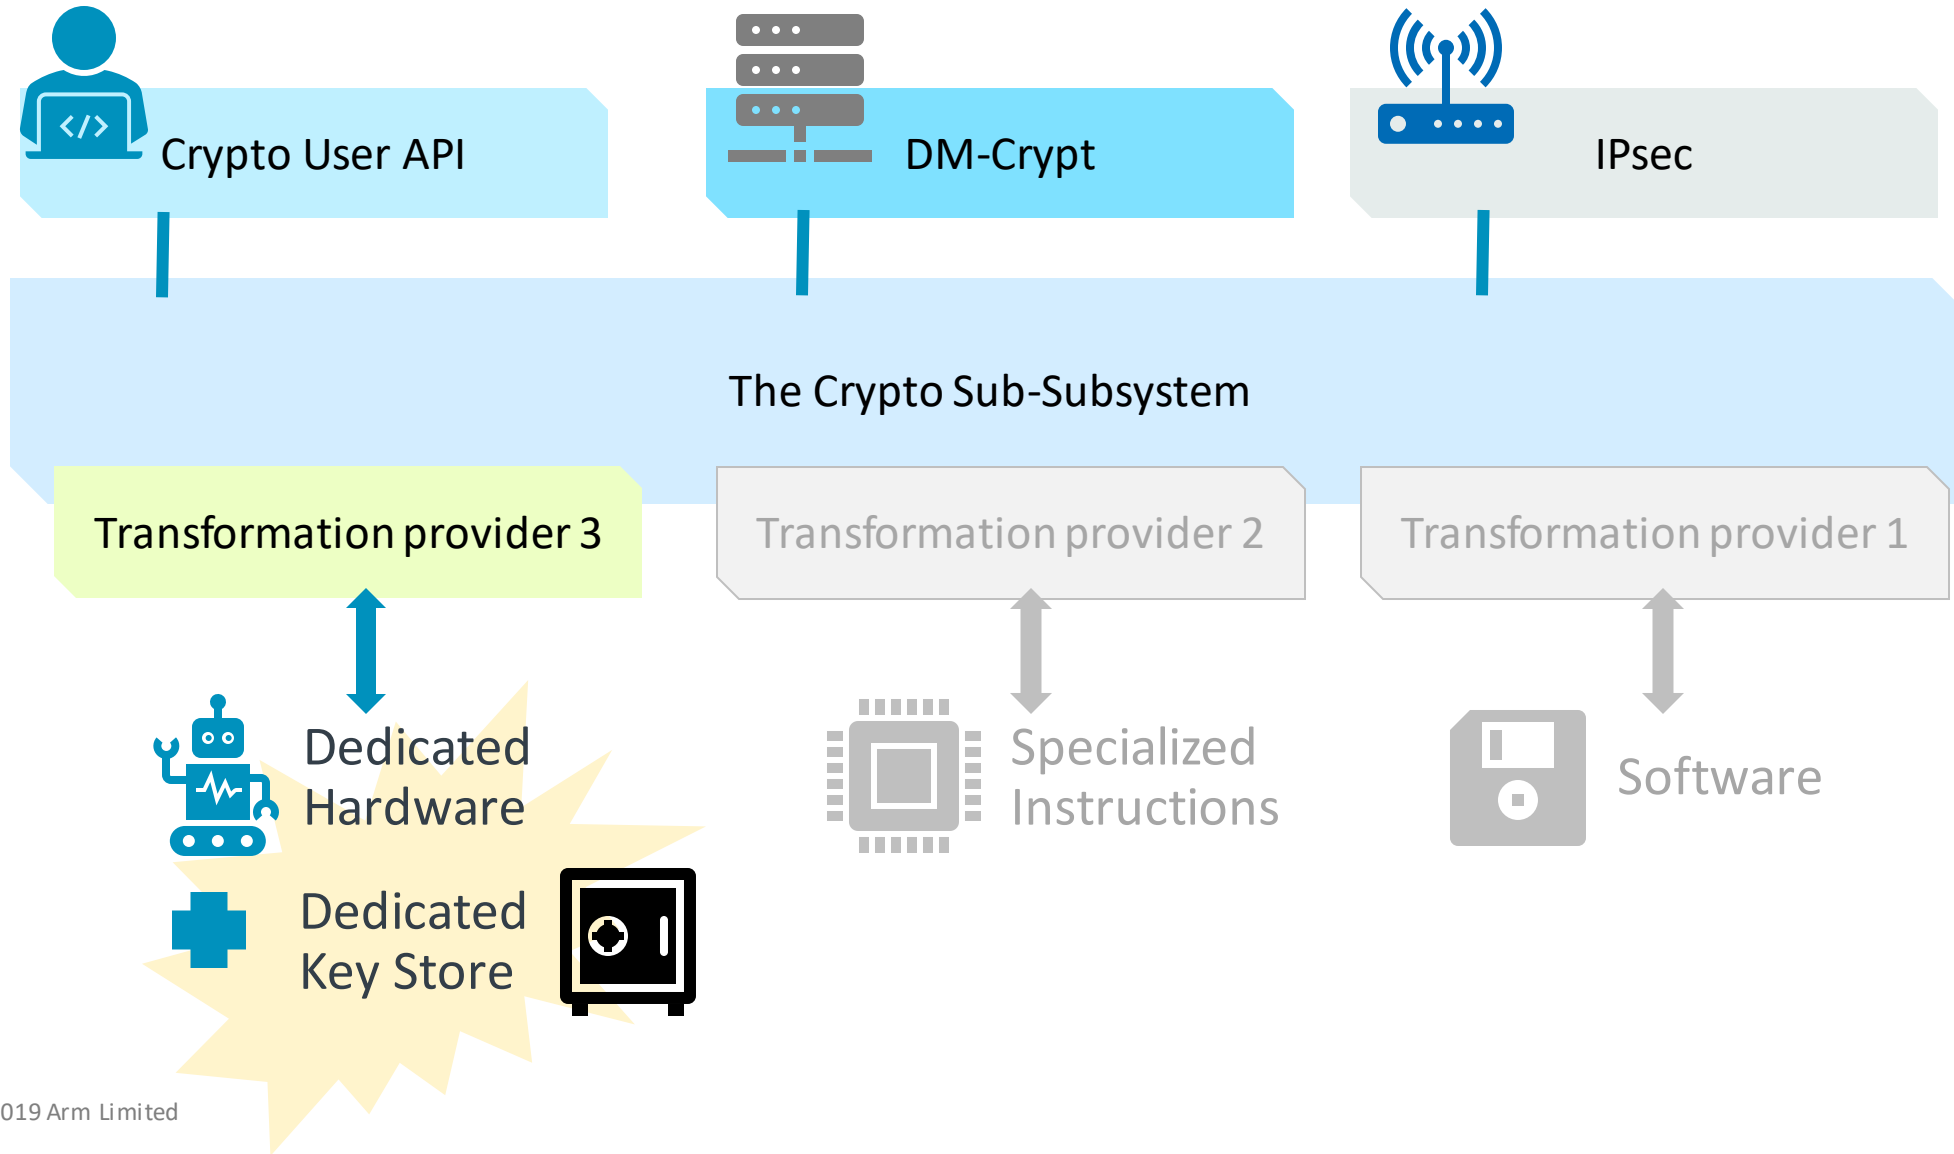 Crypto User API
DM-Crypt
IPsec
The Crypto Sub-Subsystem
Transformation provider 3
Transformation provider 2
Transformation provider 1
Dedicated
Hardware
Specialized
Instructions
Software
Dedicated
Key Store
019 Arm Limited